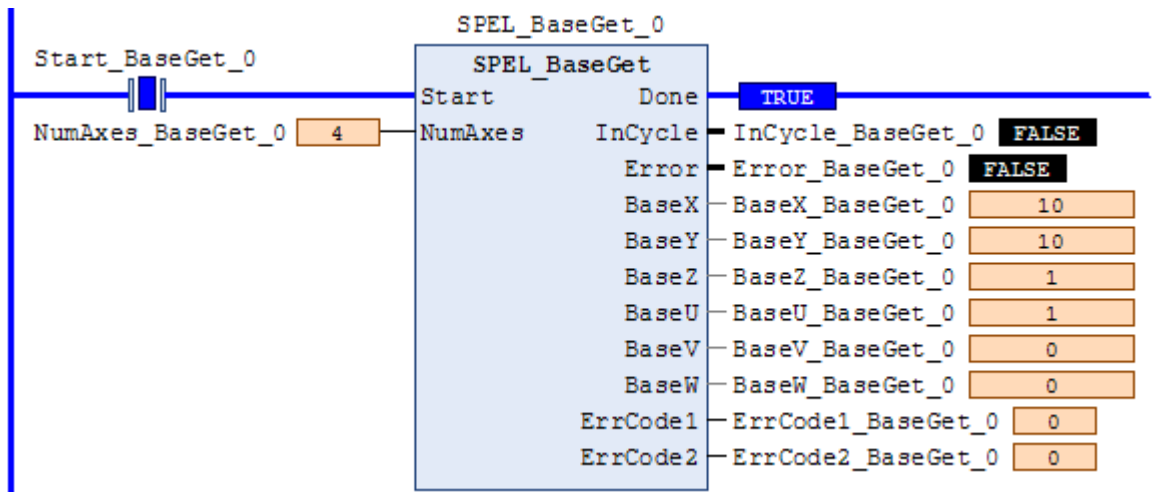 SPEL_BaseGet_0
Start_BaseGet_0 SPEL_BaseGet
Start Done TRUE
NumAxes_BaseGet_0 4 NumAxes InCycle InCycle_BaseGet_0 FALSE
Error Error_BaseGet_0 FALSE
BaseX BaseX_BaseGet_0 10
BaseY BaseY_BaseGet_0 10
BaseZ BaseZ_BaseGet_0 1
BaseU BaseU_BaseGet_0 1
BaseV BaseV_BaseGet_0 0
BaseW BaseW_BaseGet_0 0
ErrCode1 ErrCode1_BaseGet_0 0
ErrCode2 ErrCode2_BaseGet_0 0